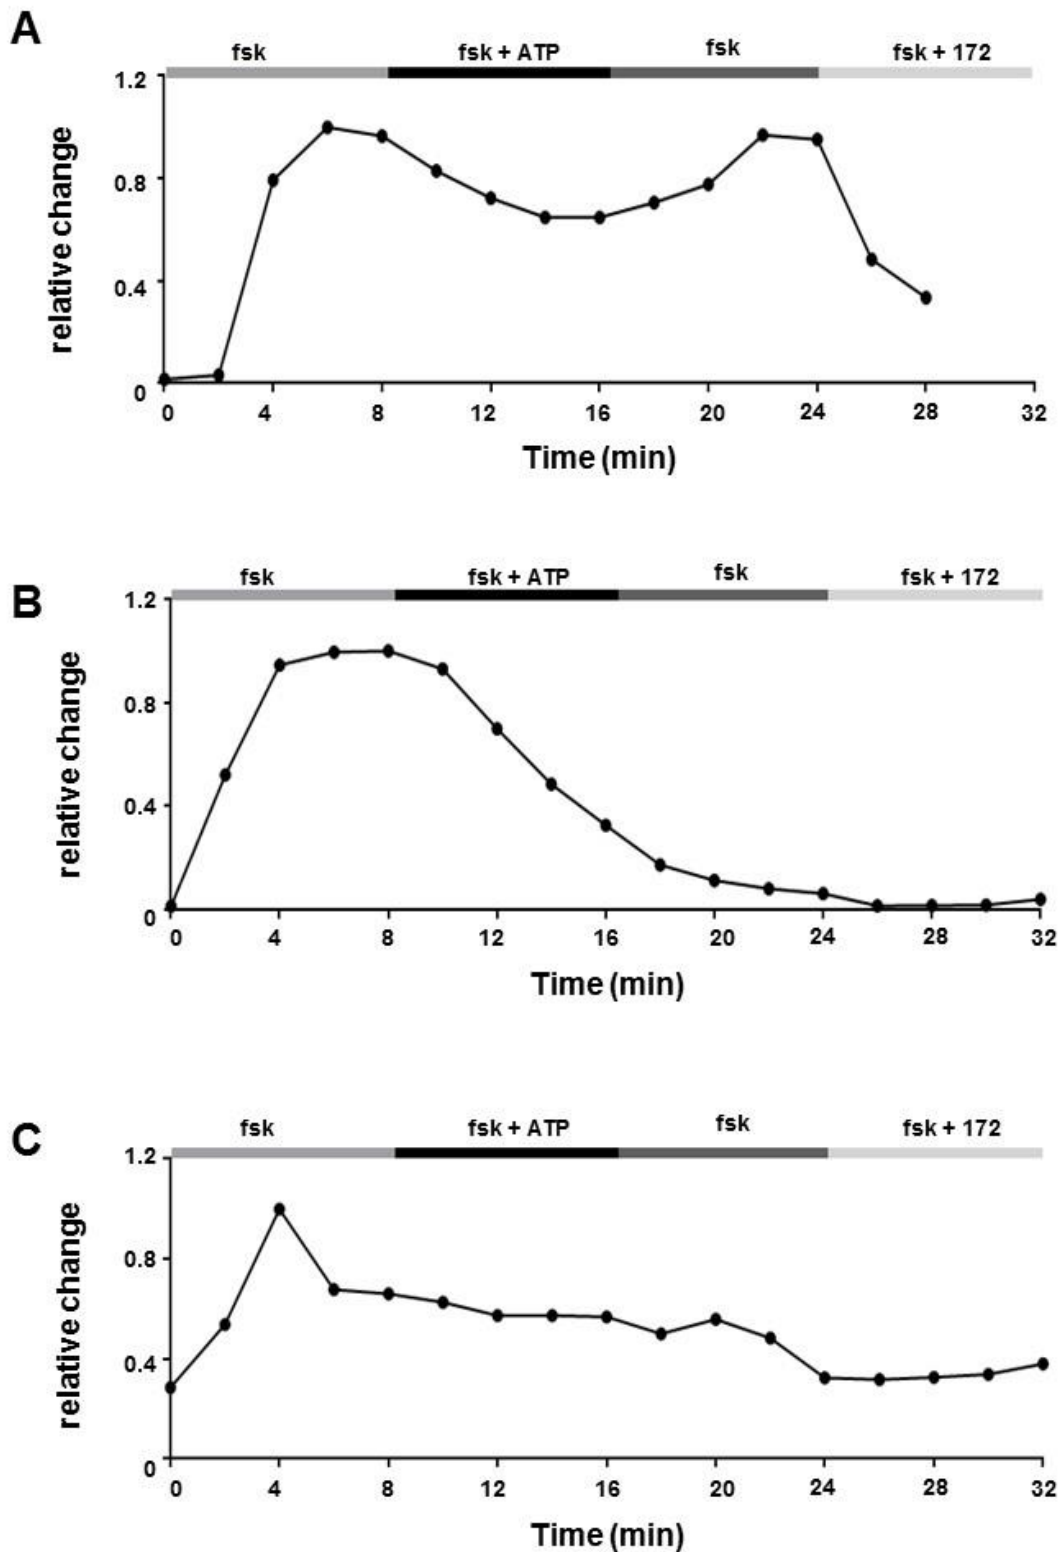 A
fsk fsk + ATP fsk fsk + 172
1.2
0.8
0.4
0
relative change
0 4 8 12 16 20 24 28 32
Time (min)
B
fsk fsk + ATP fsk fsk + 172
1.2
0.8
0.4
0
relative change
0 4 8 12 16 20 24 28 32
Time (min)
C
fsk fsk + ATP fsk fsk + 172
1.2
0.8
0.4
0
relative change
0 4 8 12 16 20 24 28 32
Time (min)